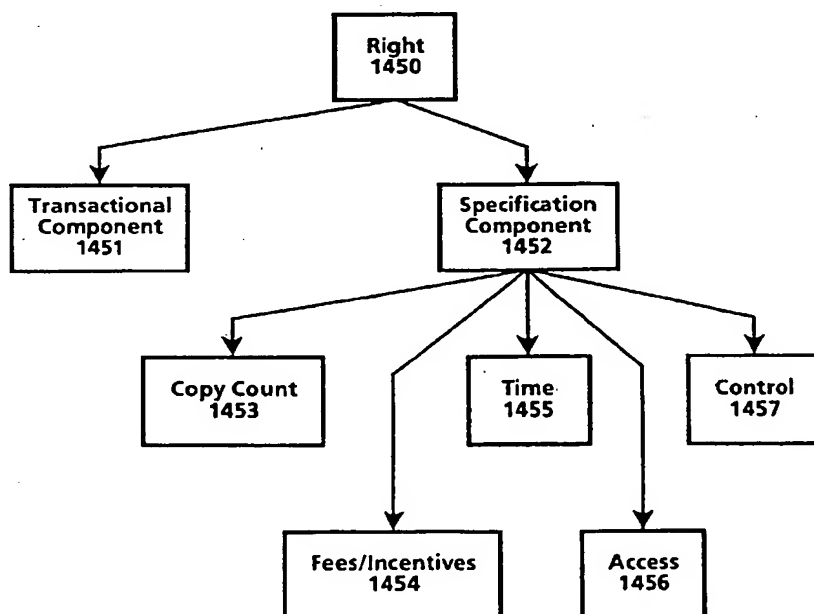 Right
1450
Transactional
Component
1451
Specification
Component
1452
Copy Count
1453
Time
1455
Control
1457
Fees/Incentives
1454
Access
1456